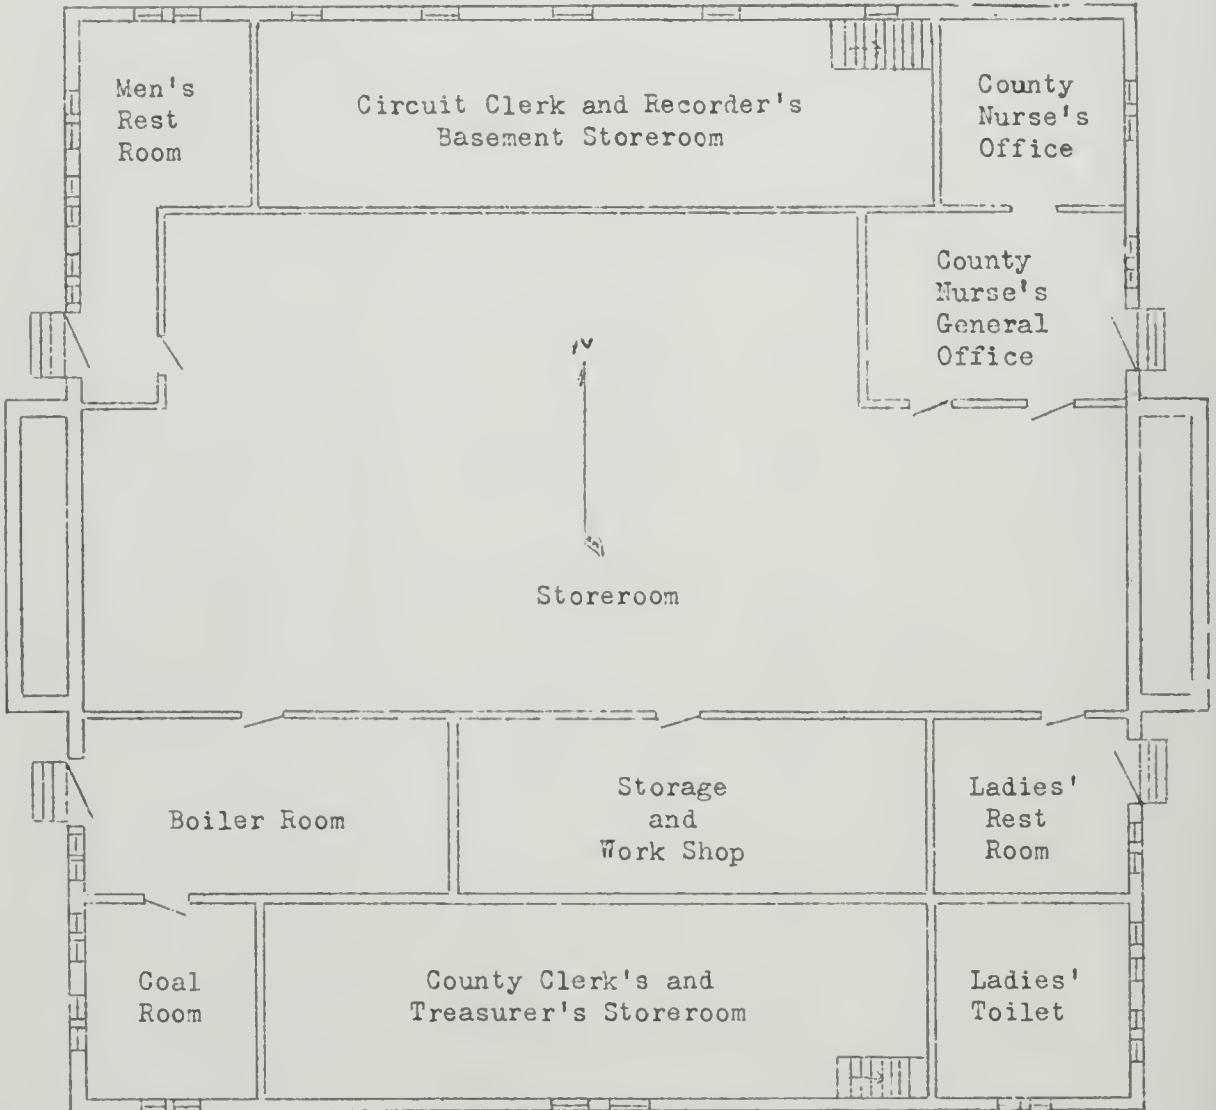 Men's
Rest
Room
Circuit Clerk and Recorder's
Basement Storeroom
County
Nurse's
Office
County
Nurse's
General
Office
N
Storeroom
Boiler Room
Storage
and
Work Shop
Ladies'
Rest
Room
Coal
Room
County Clerk's and
Treasurer's Storeroom
Ladies'
Toilet